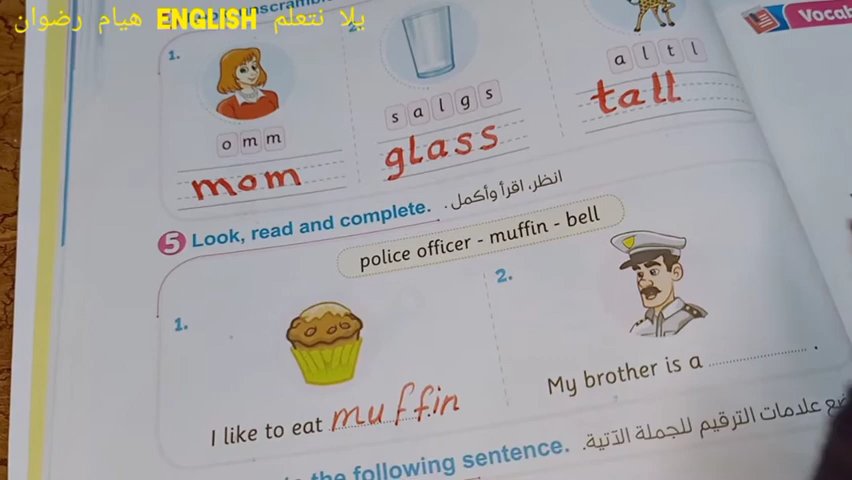 يلا نتعلم ENGLISH هيام رضوان
Vocab
1.
o m m
s a l g s
a l t l
mom
glass
tall
5 Look, read and complete. انظر، اقرأ وأكمل.
police officer - muffin - bell
1.
2.
I like to eat muffin
My brother is a .......... .
the following sentence. علامات الترقيم للجملة الآتية.